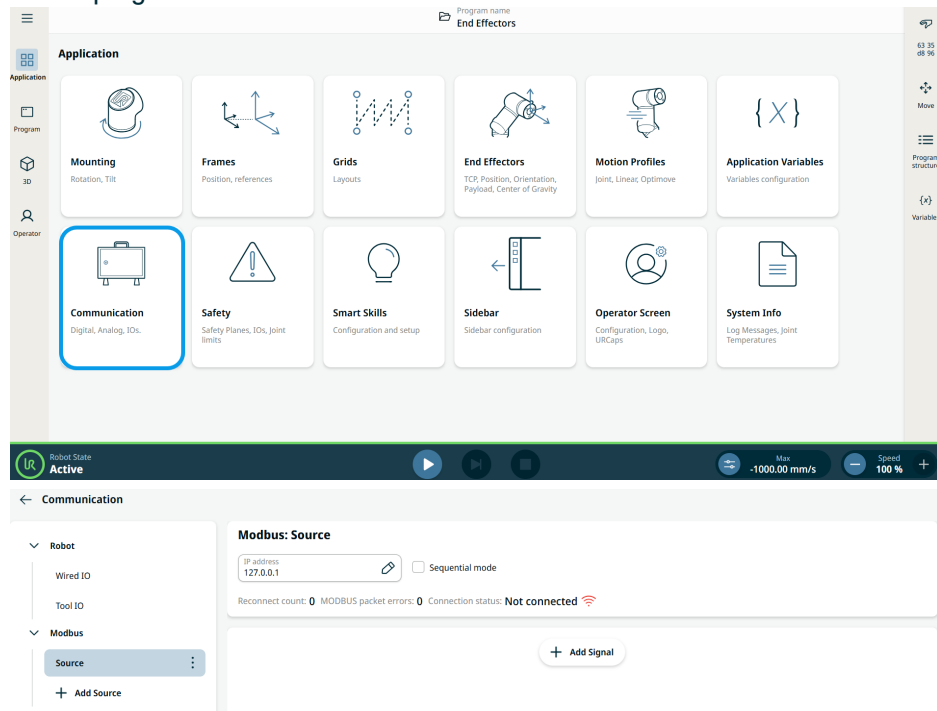 Program name
End Effectors
Application
Application
Program
3D
Operator
63 35
d8 96
Move
Program
structure
{x}
Variable
Mounting
Rotation, Tilt
Frames
Position, references
Grids
Layouts
End Effectors
TCP, Position, Orientation,
Payload, Center of Gravity
Motion Profiles
Joint, Linear, Optimove
Application Variables
Variables configuration
Communication
Digital, Analog, IOs.
Safety
Safety Planes, IOs, Joint
limits
Smart Skills
Configuration and setup
Sidebar
Sidebar configuration
Operator Screen
Configuration, Logo,
URCaps
System Info
Log Messages, Joint
Temperatures
UR
Robot State
Active
Max
-1000.00 mm/s
Speed
100 %
Communication
Robot
Wired IO
Tool IO
Modbus
Source
Add Source
Modbus: Source
IP address
127.0.0.1
Sequential mode
Reconnect count: 0 MODBUS packet errors: 0 Connection status: Not connected
Add Signal